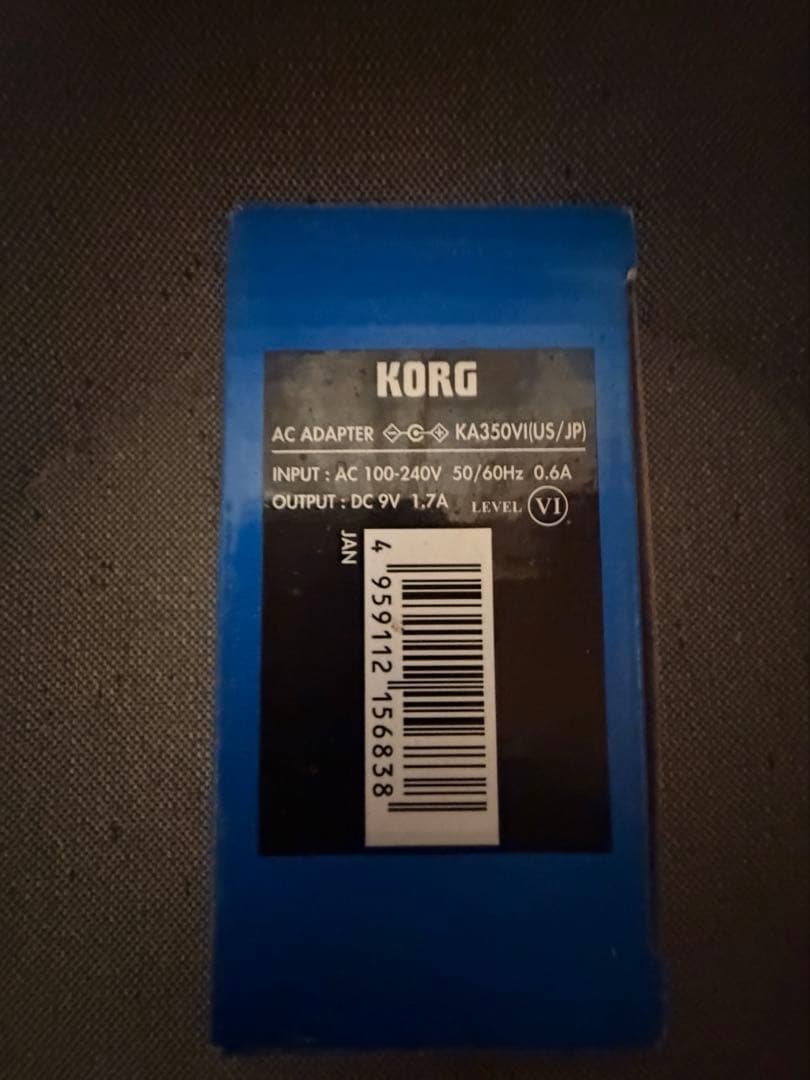 KORG
AC ADAPTER KA350VI(US/JP)
INPUT : AC 100-240V 50/60Hz 0.6A
OUTPUT : DC 9V 1.7A LEVEL VI
JAN
4 959112 156838